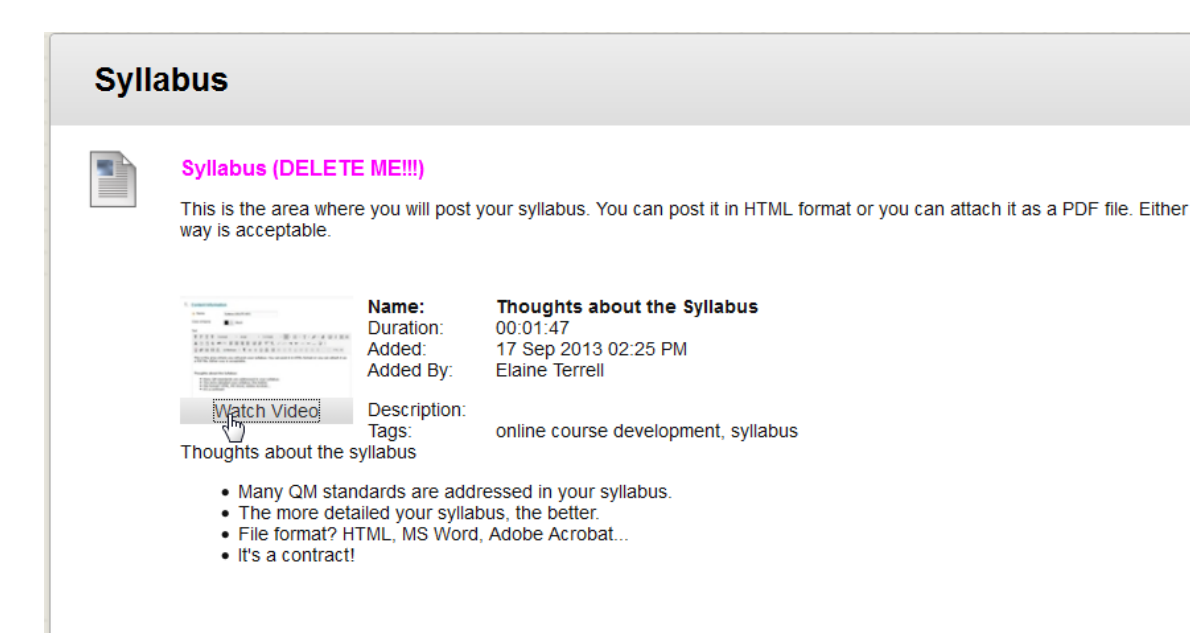 Syllabus
Syllabus (DELETE ME!!!)
This is the area where you will post your syllabus. You can post it in HTML format or you can attach it as a PDF file. Either
way is acceptable.
Name: Thoughts about the Syllabus
Duration: 00:01:47
Added: 17 Sep 2013 02:25 PM
Added By: Elaine Terrell
Watch Video
Description:
Tags: online course development, syllabus
Thoughts about the syllabus
• Many QM standards are addressed in your syllabus.
• The more detailed your syllabus, the better.
• File format? HTML, MS Word, Adobe Acrobat...
• It's a contract!